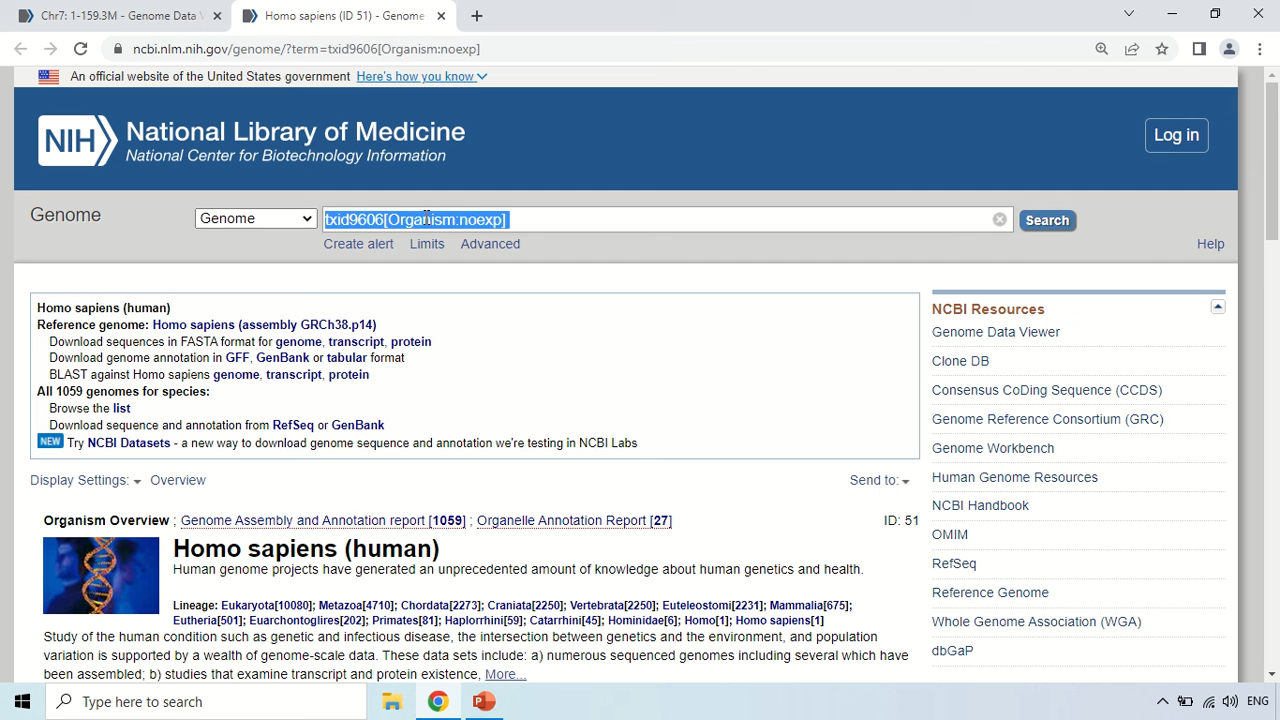 Chr7: 1-159.3M - Genome Data V
Homo sapiens (ID 51) - Genome
ncbi.nlm.nih.gov/genome/?term=txid9606[Organism:noexp]
An official website of the United States government Here's how you know
NIH National Library of Medicine
National Center for Biotechnology Information
Log in
Genome
Genome
txid9606[Organism:noexp]
Search
Create alert Limits Advanced
Help
Homo sapiens (human)
Reference genome: Homo sapiens (assembly GRCh38.p14)
Download sequences in FASTA format for genome, transcript, protein
Download genome annotation in GFF, GenBank or tabular format
BLAST against Homo sapiens genome, transcript, protein
All 1059 genomes for species:
Browse the list
Download sequence and annotation from RefSeq or GenBank
NEW Try NCBI Datasets - a new way to download genome sequence and annotation we're testing in NCBI Labs
Display Settings: Overview
Send to:
Organism Overview ; Genome Assembly and Annotation report [1059] ; Organelle Annotation Report [27]
ID: 51
Homo sapiens (human)
Human genome projects have generated an unprecedented amount of knowledge about human genetics and health.
Lineage: Eukaryota[10080]; Metazoa[4710]; Chordata[2273]; Craniata[2250]; Vertebrata[2250]; Euteleostomi[2231]; Mammalia[675];
Eutheria[501]; Euarchontoglires[202]; Primates[81]; Haplorrhini[59]; Catarrhini[45]; Hominidae[6]; Homo[1]; Homo sapiens[1]
Study of the human condition such as genetic and infectious disease, the intersection between genetics and the environment, and population
variation is supported by a wealth of genome-scale data. These data sets include: a) numerous sequenced genomes including several which have
been assembled; b) studies that examine transcript and protein existence, More...
NCBI Resources
Genome Data Viewer
Clone DB
Consensus CoDing Sequence (CCDS)
Genome Reference Consortium (GRC)
Genome Workbench
Human Genome Resources
NCBI Handbook
OMIM
RefSeq
Reference Genome
Whole Genome Association (WGA)
dbGaP
Type here to search
ENG